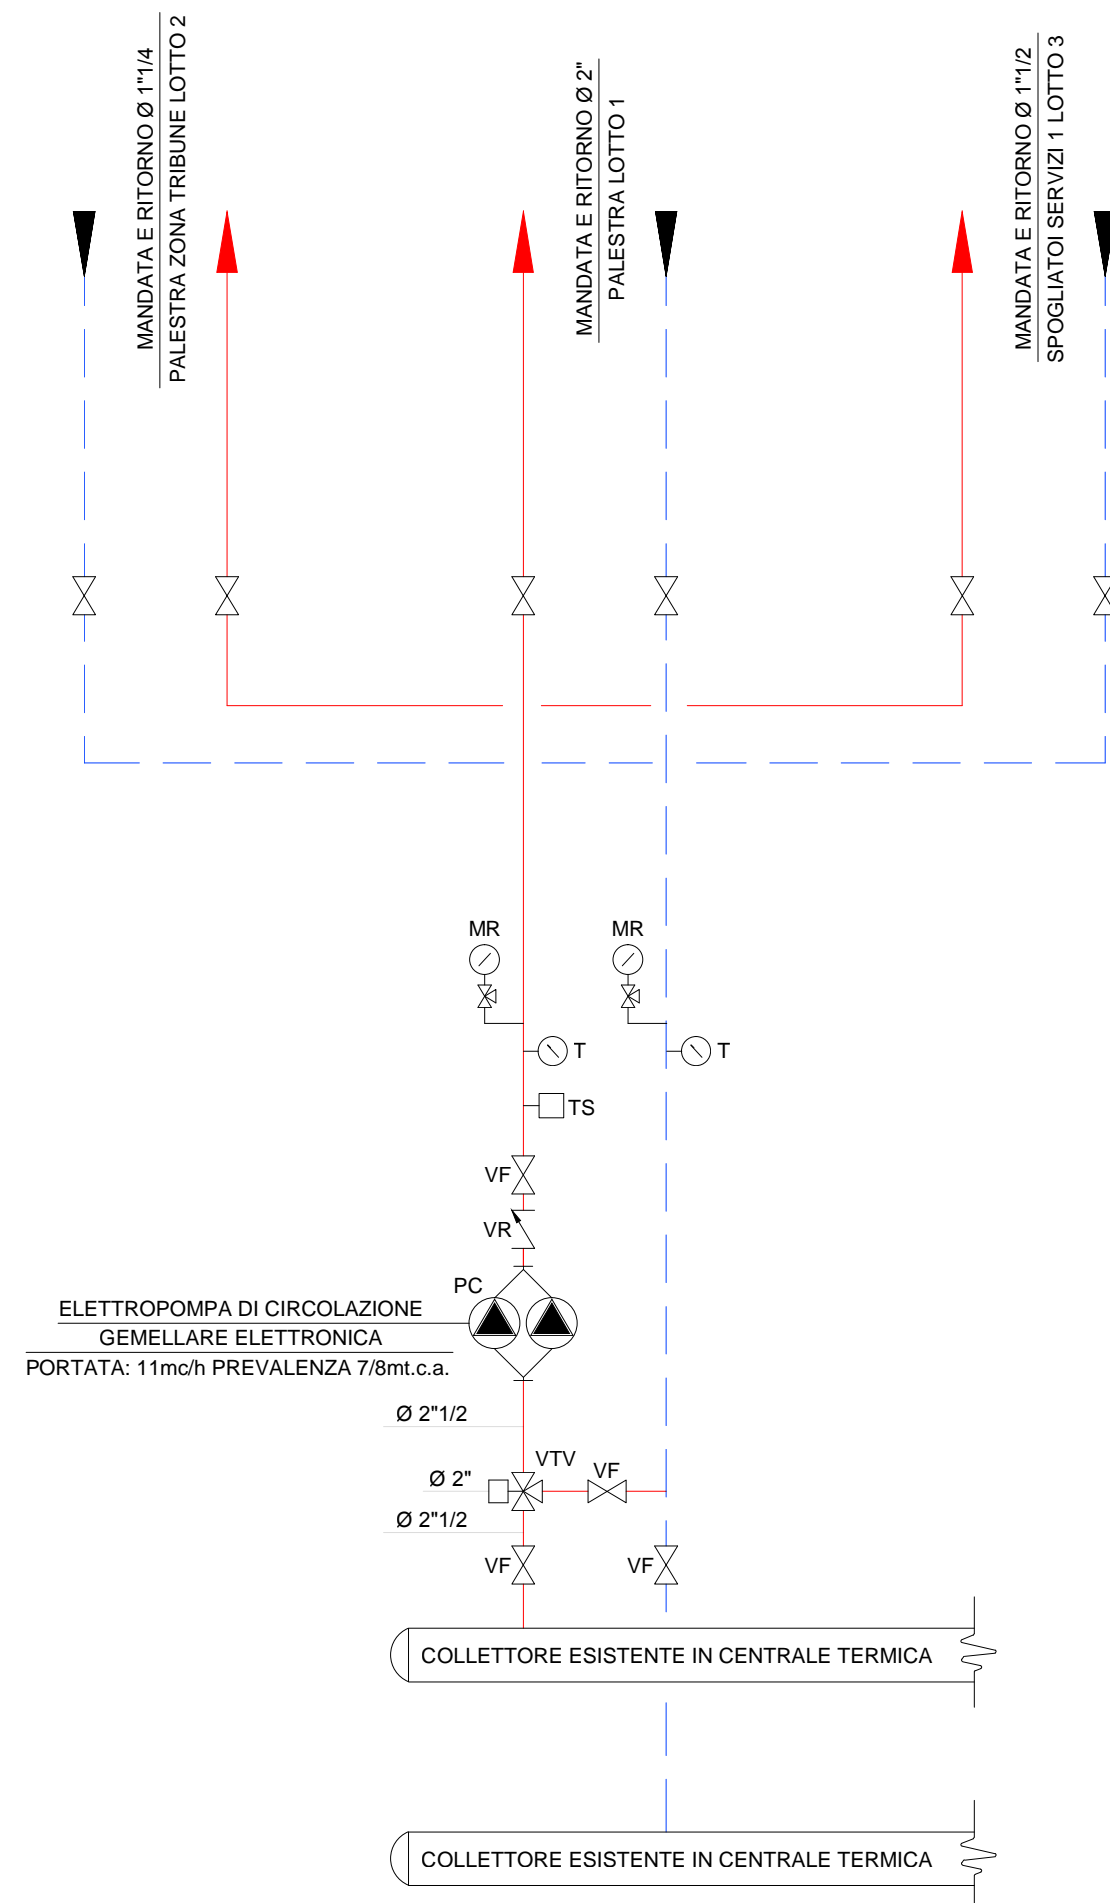 MANDATA E RITORNO Ø 1"1/4
PALESTRA ZONA TRIBUNE LOTTO 2
MANDATA E RITORNO Ø 2"
PALESTRA LOTTO 1
MANDATA E RITORNO Ø 1"1/2
SPOGLIATOI SERVIZI 1 LOTTO 3
MR
MR
T
T
TS
VF
VR
PC
ELETTROPOMPA DI CIRCOLAZIONE
GEMELLARE ELETTRONICA
PORTATA: 11mc/h PREVALENZA 7/8mt.c.a.
Ø 2"1/2
VTV
VF
Ø 2"
Ø 2"1/2
VF
VF
COLLETTORE ESISTENTE IN CENTRALE TERMICA
COLLETTORE ESISTENTE IN CENTRALE TERMICA